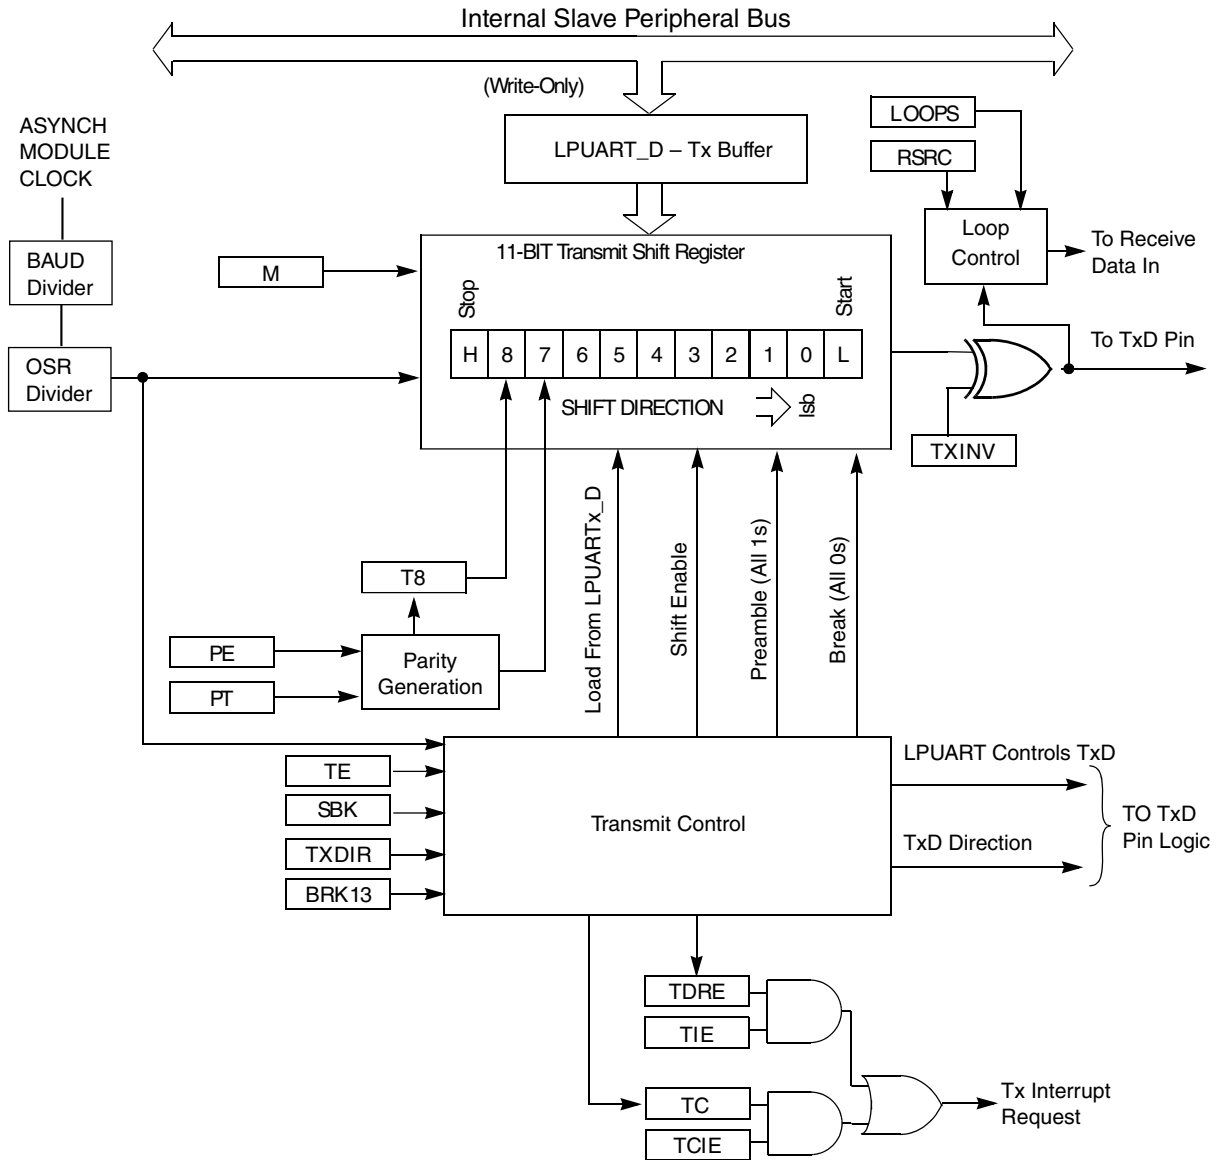 Internal Slave Peripheral Bus
(Write-Only)
LPUART_D – Tx Buffer
ASYNCH
MODULE
CLOCK
BAUD
Divider
OSR
Divider
M
11-BIT Transmit Shift Register
Stop
Start
H 8 7 6 5 4 3 2 1 0 L
SHIFT DIRECTION
lsb
LOOPS
RSRC
Loop
Control
To Receive
Data In
To TxD Pin
TXINV
T8
PE
PT
Parity
Generation
Load From LPUARTx_D
Shift Enable
Preamble (All 1s)
Break (All 0s)
TE
SBK
TXDIR
BRK13
Transmit Control
LPUART Controls TxD
TxD Direction
TO TxD
Pin Logic
TDRE
TIE
TC
TCIE
Tx Interrupt
Request